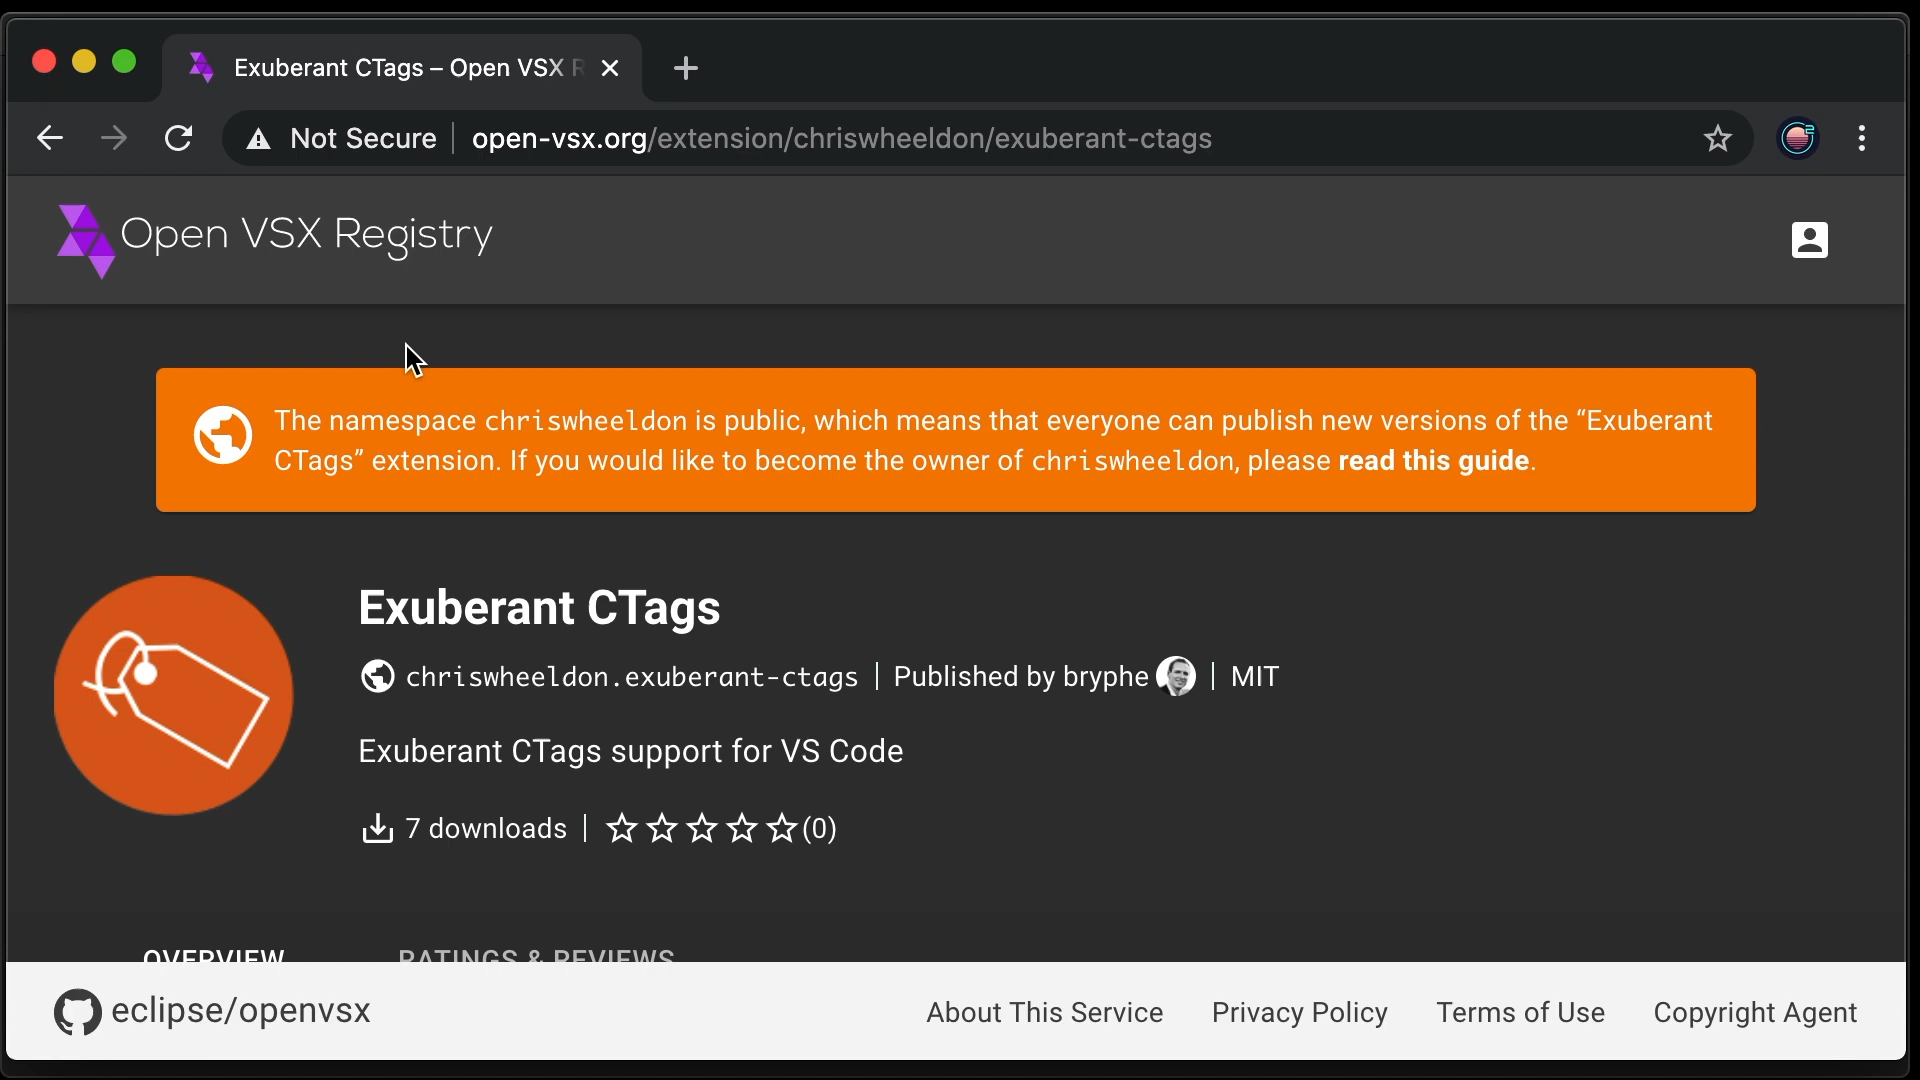 Exuberant CTags – Open VSX R
Not Secure
open-vsx.org/extension/chriswheeldon/exuberant-ctags
Open VSX Registry
The namespace chriswheeldon is public, which means that everyone can publish new versions of the “Exuberant
CTags” extension. If you would like to become the owner of chriswheeldon, please read this guide.
Exuberant CTags
chriswheeldon.exuberant-ctags | Published by bryphe | MIT
Exuberant CTags support for VS Code
7 downloads | (0)
OVERVIEW
RATINGS & REVIEWS
eclipse/openvsx
About This Service
Privacy Policy
Terms of Use
Copyright Agent